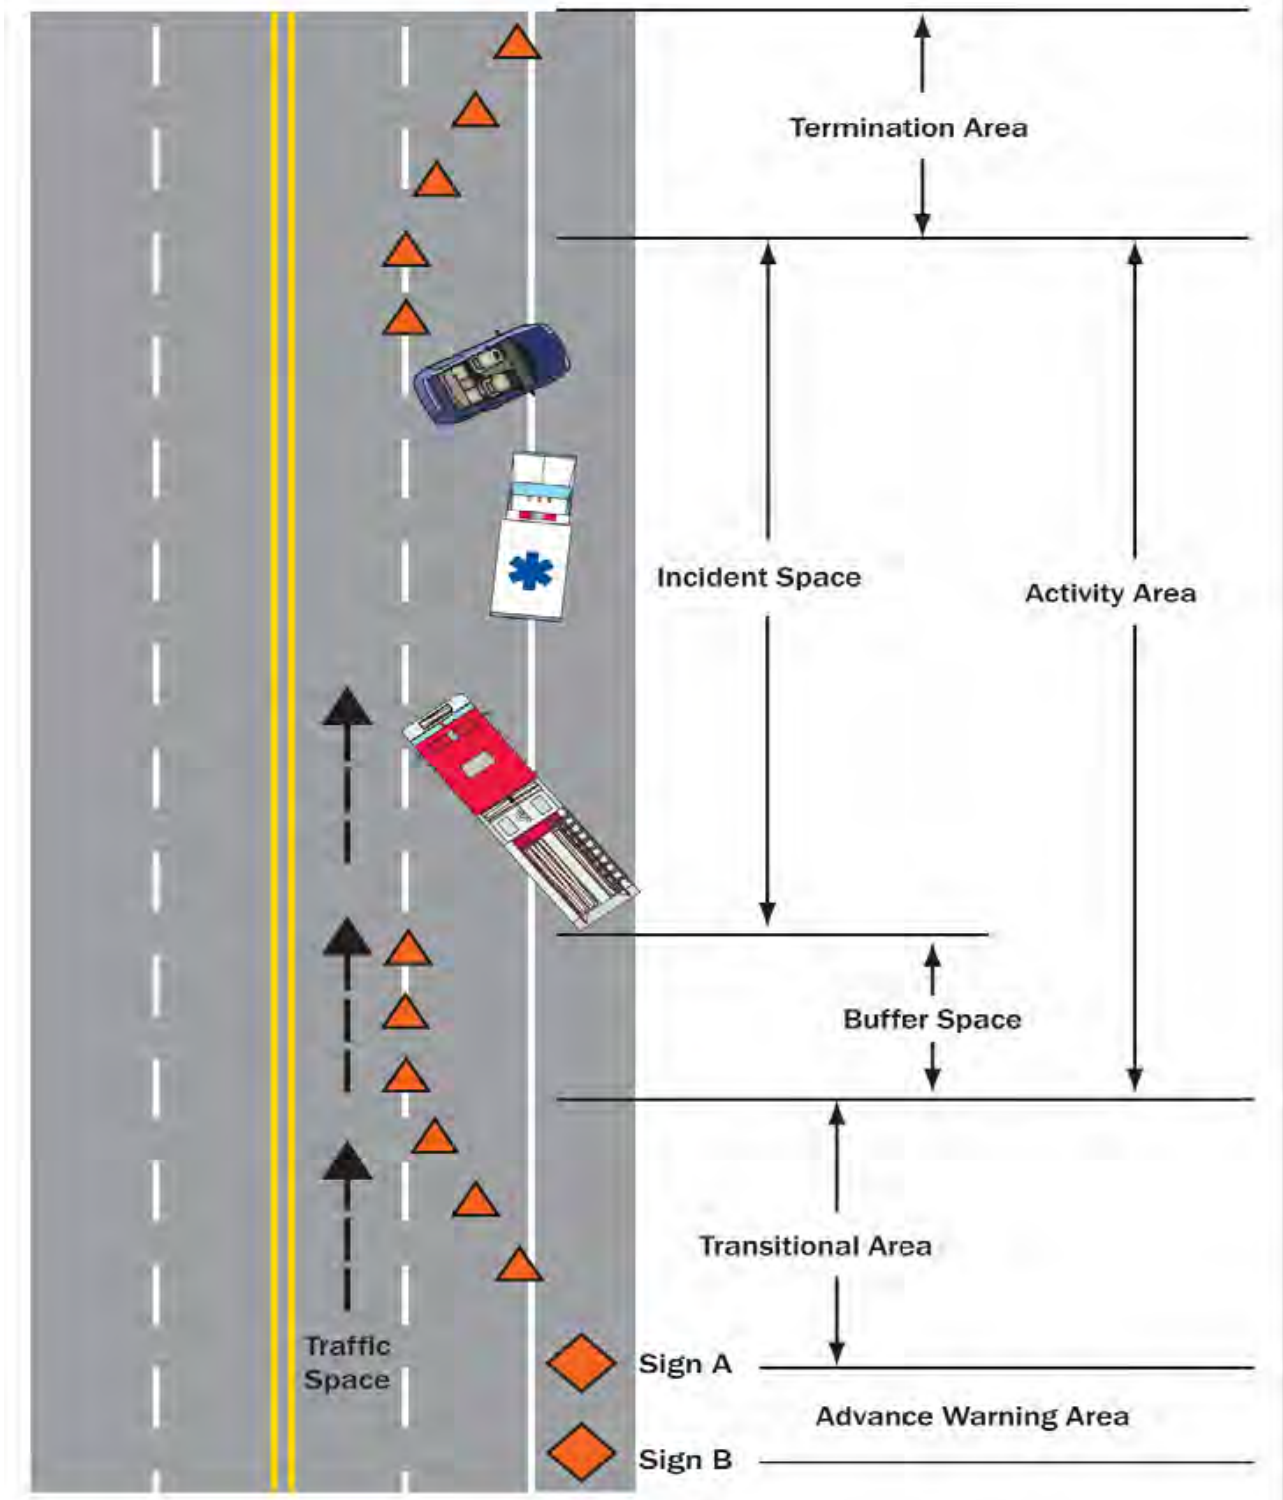 Termination Area
Incident Space
Activity Area
Buffer Space
Transitional Area
Traffic
Space
Sign A
Advance Warning Area
Sign B